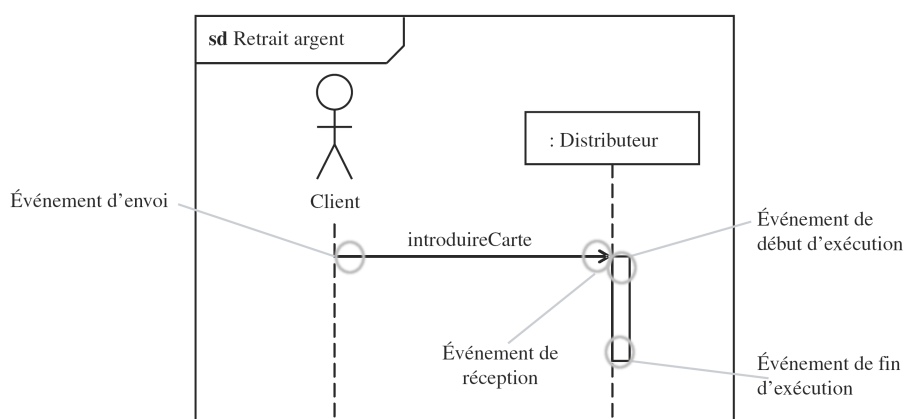 sd Retrait argent
: Distributeur
Événement d’envoi
Client
introduireCarte
Événement de
début d’exécution
Événement de
réception
Événement de fin
d’exécution